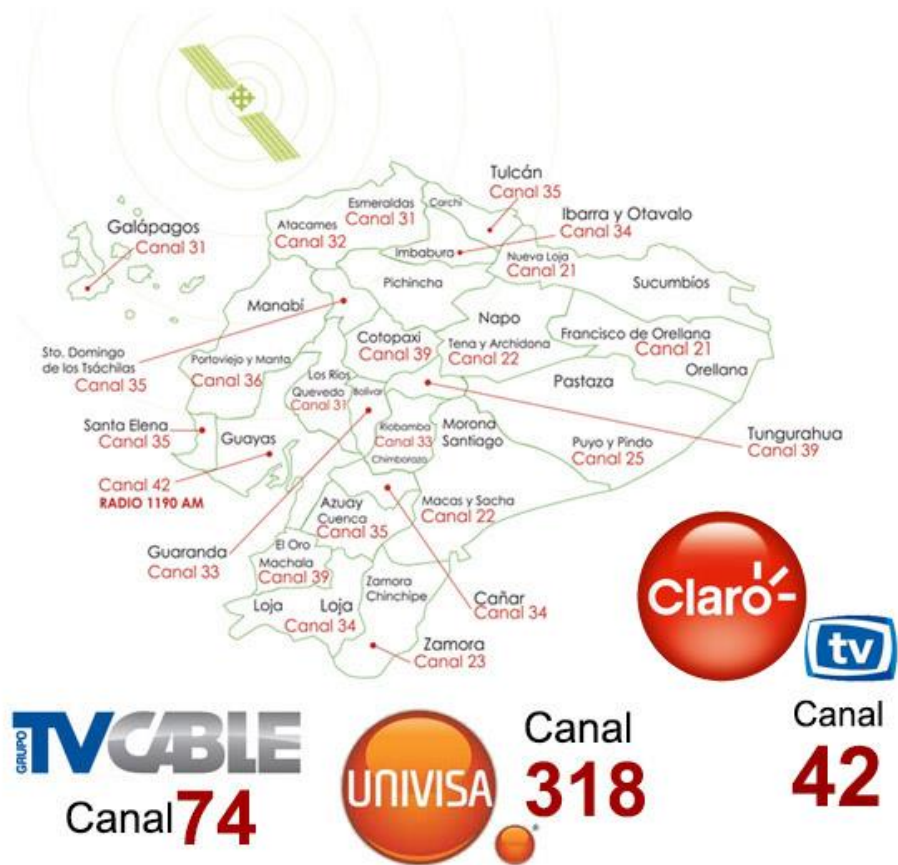 Tulcán
Canal 35
Esmeraldas
Canal 31
Carchi
Ibarra y Otavalo
Canal 34
Galápagos
Canal 31
Atacames
Canal 32
Imbabura
Nueva Loja
Canal 21
Sucumbíos
Pichincha
Manabí
Napo
Cotopaxi
Canal 39
Tena y Archidona
Canal 22
Francisco de Orellana
Canal 21
Orellana
Sto. Domingo
de los Tsáchilas
Canal 35
Portoviejo y Manta
Canal 36
Los Ríos
Quevedo
Canal 31
Bolívar
Pastaza
Santa Elena
Canal 35
Guayas
Riobamba
Canal 33
Chimborazo
Morona
Santiago
Puyo y Pindo
Canal 25
Tungurahua
Canal 39
Canal 42
RADIO 1190 AM
Azuay
Cuenca
Canal 35
Macas y Sacha
Canal 22
Guaranda
Canal 33
El Oro
Machala
Canal 39
Zamora
Chinchipe
Cañar
Canal 34
Loja
Loja
Canal 34
Zamora
Canal 23
Claro
tv
Canal
42
GRUPO
TVCABLE
Canal 74
UNIVISA
Canal
318